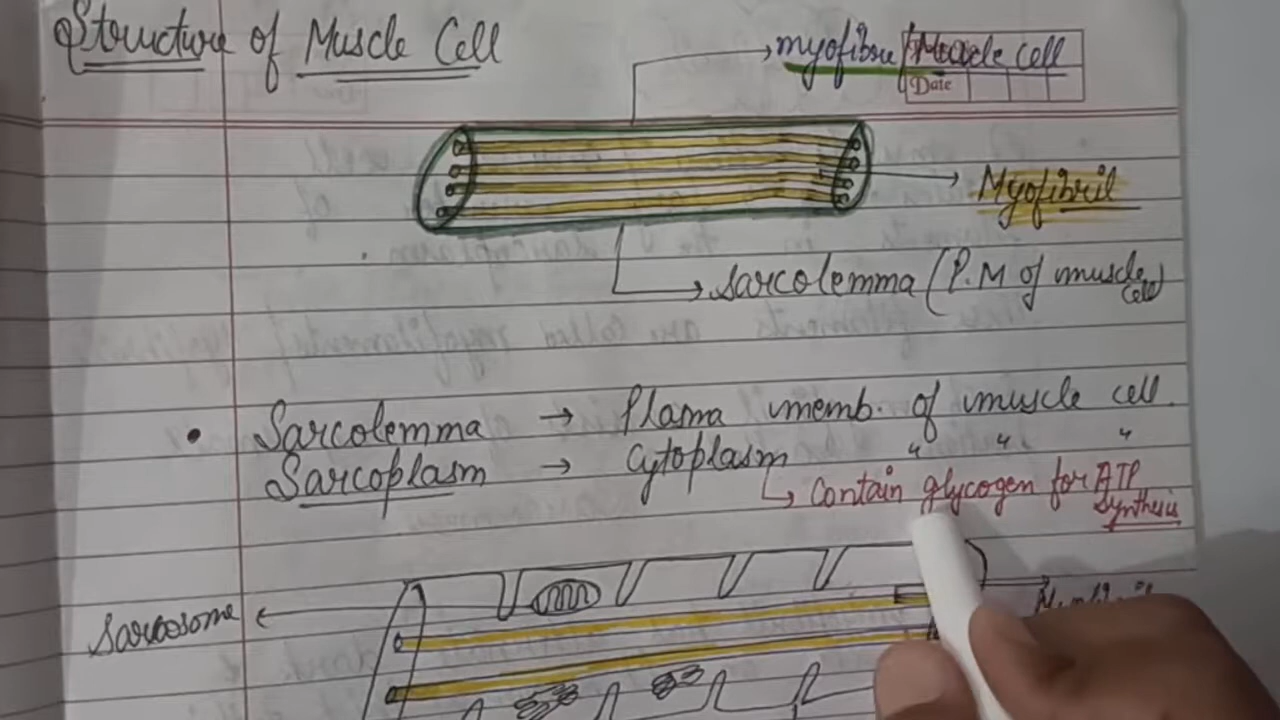 Structure of Muscle Cell
myofibre/Muscle cell
Date
Myofibril
Sarcolemma (P.M of muscle cell)
• Sarcolemma → Plasma memb. of muscle cell.
Sarcoplasm → Cytoplasm " " "
↳ Contain glycogen for ATP
Synthesis
Sarcosome